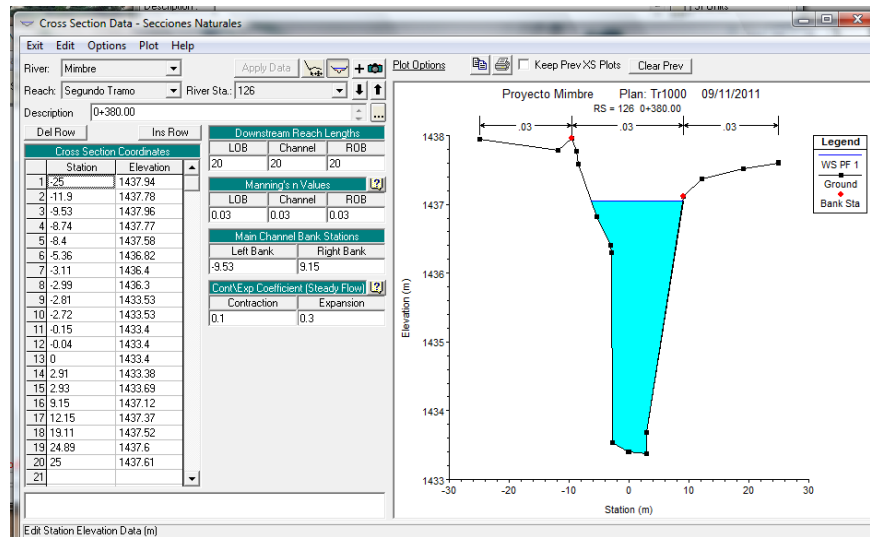 Description :
SI Units
Cross Section Data - Secciones Naturales
Exit Edit Options Plot Help
River: Mimbre Apply Data
Reach: Segundo Tramo River Sta.: 126
Description 0+380.00 ...
Del Row Ins Row
Cross Section Coordinates
Station Elevation
1 -25 1437.94
2 -11.9 1437.78
3 -9.53 1437.96
4 -8.74 1437.77
5 -8.4 1437.58
6 -5.36 1436.82
7 -3.11 1436.4
8 -2.99 1436.3
9 -2.81 1433.53
10 -2.72 1433.53
11 -0.15 1433.4
12 -0.04 1433.4
13 0 1433.4
14 2.91 1433.38
15 2.93 1433.69
16 9.15 1437.12
17 12.15 1437.37
18 19.11 1437.52
19 24.89 1437.6
20 25 1437.61
21
Downstream Reach Lengths
LOB Channel ROB
20 20 20
Manning's n Values ?
LOB Channel ROB
0.03 0.03 0.03
Main Channel Bank Stations
Left Bank Right Bank
-9.53 9.15
Cont\Exp Coefficient (Steady Flow) ?
Contraction Expansion
0.1 0.3
Plot Options Keep Prev XS Plots Clear Prev
Proyecto Mimbre Plan: Tr1000 09/11/2011
RS = 126 0+380.00
.03 .03 .03
1438
1437
1436
1435
1434
1433
Elevation (m)
-30 -20 -10 0 10 20 30
Station (m)
Legend
WS PF 1
Ground
Bank Sta
Edit Station Elevation Data (m)